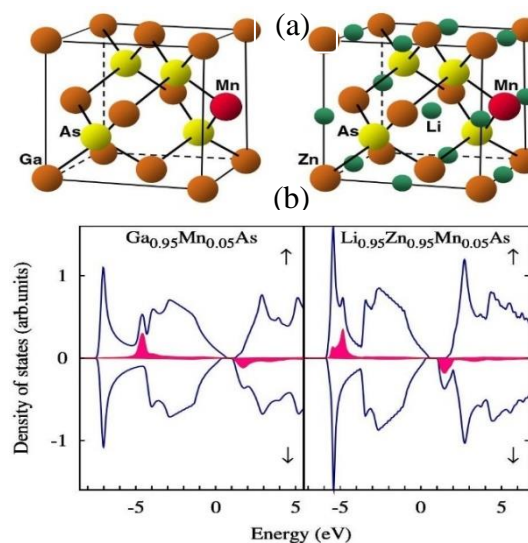 (a)
Mn
As
Ga
Mn
As
Li
Zn
(b)
Ga0.95Mn0.05As
Li0.95Zn0.95Mn0.05As
↑
↑
Density of states (arb.units)
1
0
-1
↓
↓
-5
0
5
-5
0
5
Energy (eV)